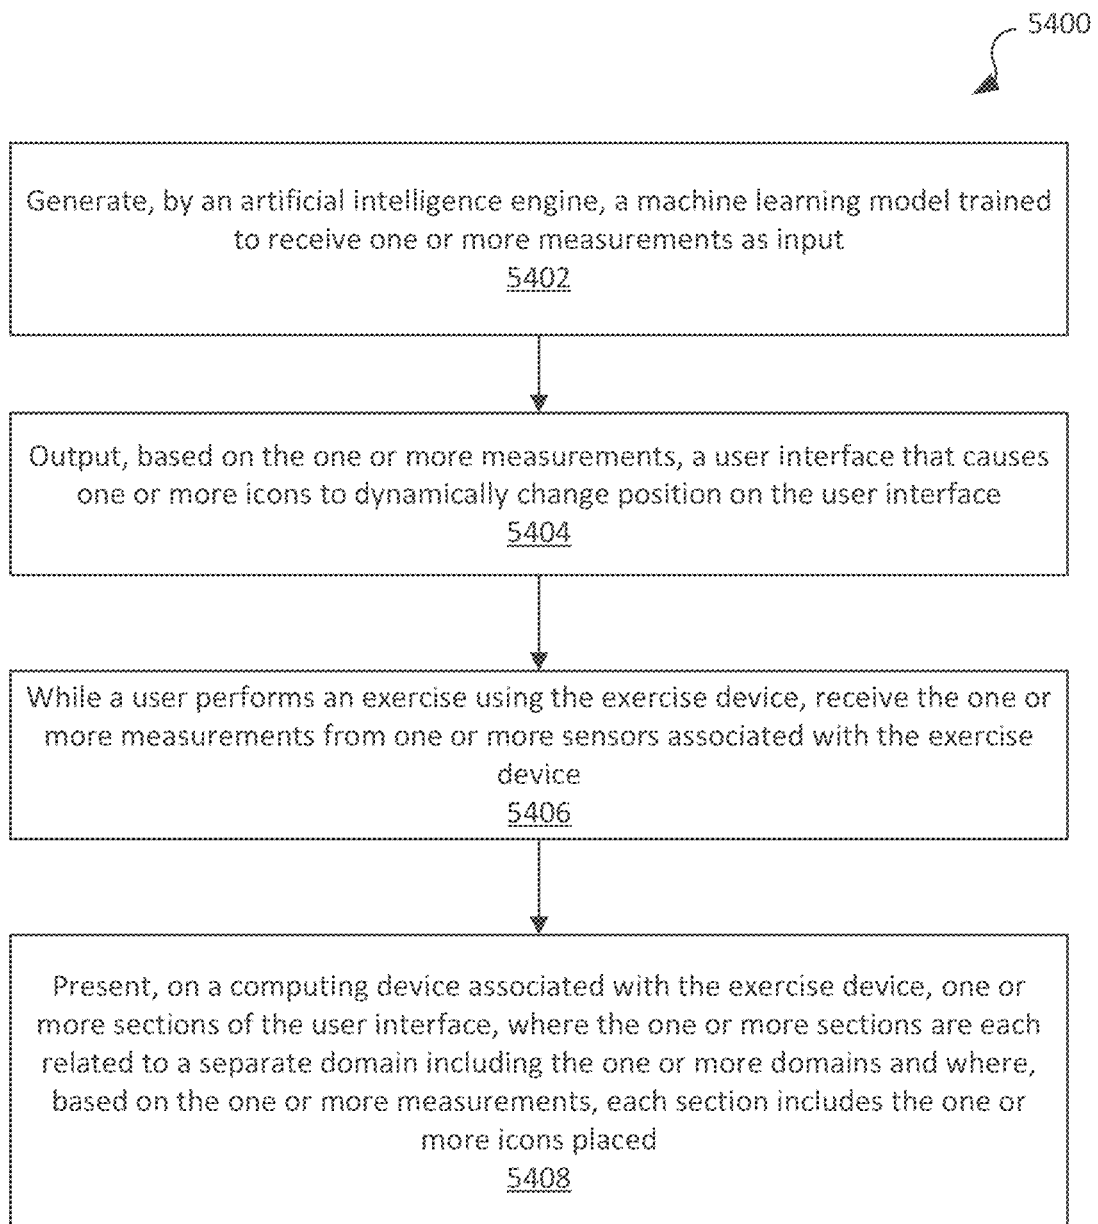 5400
Generate, by an artificial intelligence engine, a machine learning model trained
to receive one or more measurements as input
5402
Output, based on the one or more measurements, a user interface that causes
one or more icons to dynamically change position on the user interface
5404
While a user performs an exercise using the exercise device, receive the one or
more measurements from one or more sensors associated with the exercise
device
5406
Present, on a computing device associated with the exercise device, one or
more sections of the user interface, where the one or more sections are each
related to a separate domain including the one or more domains and where,
based on the one or more measurements, each section includes the one or
more icons placed
5408